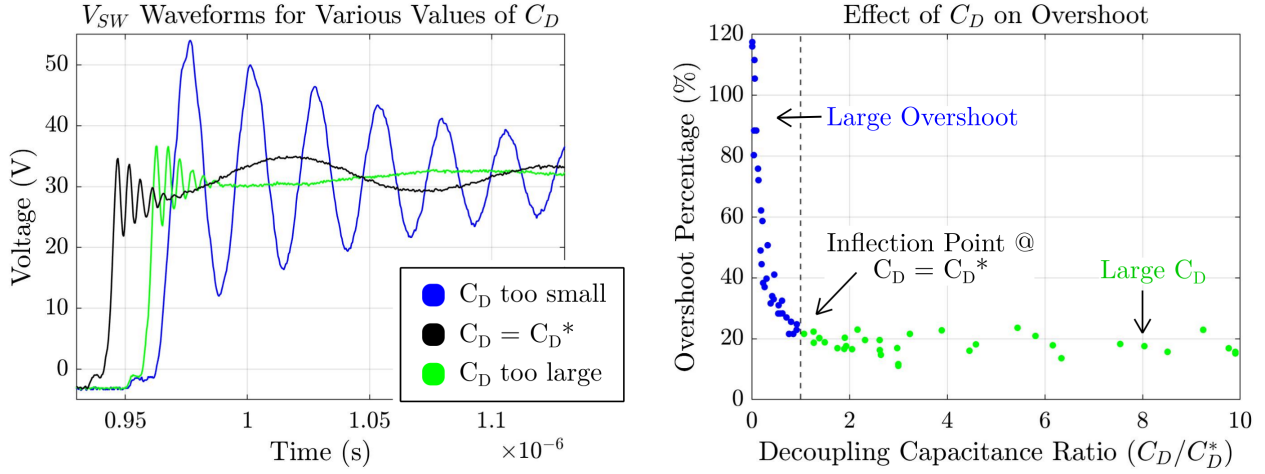 V_SW Waveforms for Various Values of C_D
50
40
30
20
10
0
Voltage (V)
0.95
1
1.05
1.1
×10⁻⁶
Time (s)
C_D too small
C_D = C_D*
C_D too large
Effect of C_D on Overshoot
120
100
80
60
40
20
0
Overshoot Percentage (%)
Large Overshoot
Inflection Point @
C_D = C_D*
Large C_D
0
2
4
6
8
10
Decoupling Capacitance Ratio (C_D/C_D^*)